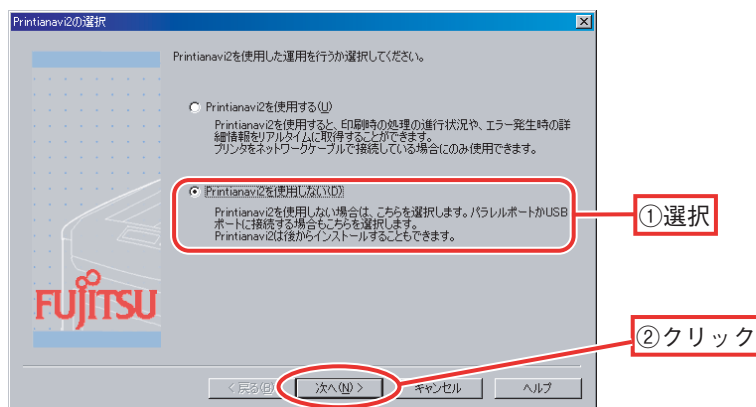 Printianavi2の選択
Printianavi2を使用した運用を行うか選択してください。
Printianavi2を使用する(U)
Printianavi2を使用すると、印刷時の処理の進行状況や、エラー発生時の詳
細情報をリアルタイムに取得することができます。
プリンタをネットワークケーブルで接続している場合にのみ使用できます。
Printianavi2を使用しない(D)
Printianavi2を使用しない場合は、こちらを選択します。パラレルポートかUSB
ポートに接続する場合もこちらを選択します。
Printianavi2は後からインストールすることもできます。
①選択
FUJITSU
②クリック
< 戻る(B)
次へ(N) >
キャンセル
ヘルプ